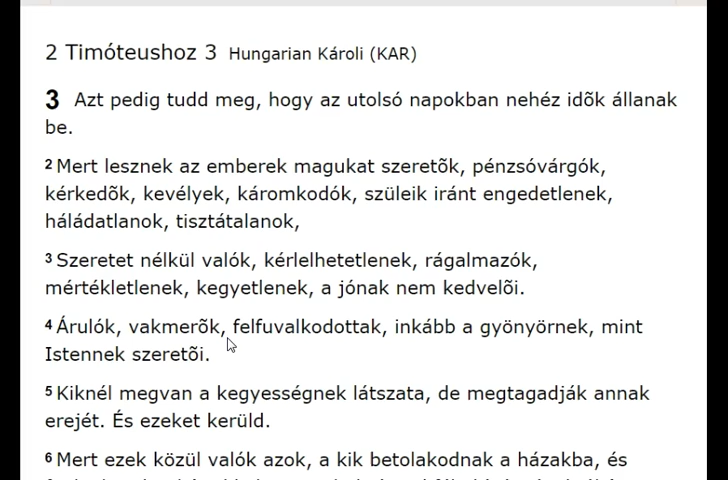 2 Timóteushoz 3 Hungarian Károli (KAR)
3 Azt pedig tudd meg, hogy az utolsó napokban nehéz idõk állanak
be.
2 Mert lesznek az emberek magukat szeretõk, pénzsóvárgók,
kérkedõk, kevélyek, káromkodók, szüleik iránt engedetlenek,
háládatlanok, tisztátalanok,
3 Szeretet nélkül valók, kérlelhetetlenek, rágalmazók,
mértékletlenek, kegyetlenek, a jónak nem kedvelõi.
4 Árulók, vakmerõk, felfuvalkodottak, inkább a gyönyörnek, mint
Istennek szeretõi.
5 Kiknél megvan a kegyességnek látszata, de megtagadják annak
erejét. És ezeket kerüld.
6 Mert ezek közül valók azok, a kik betolakodnak a házakba, és